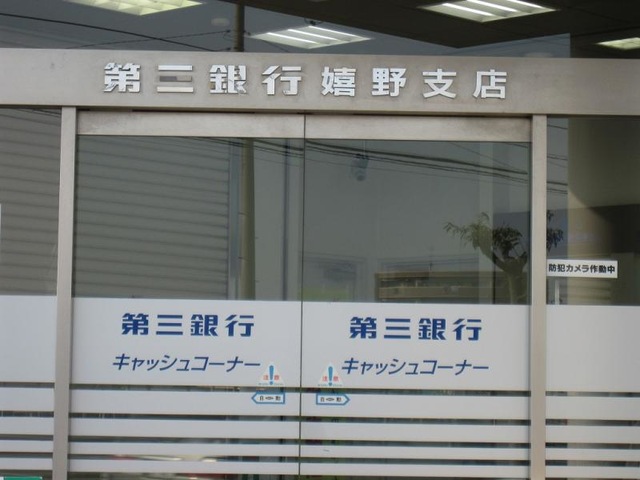 第三銀行嬉野支店
防犯カメラ作動中
第三銀行
キャッシュコーナー
第三銀行
キャッシュコーナー